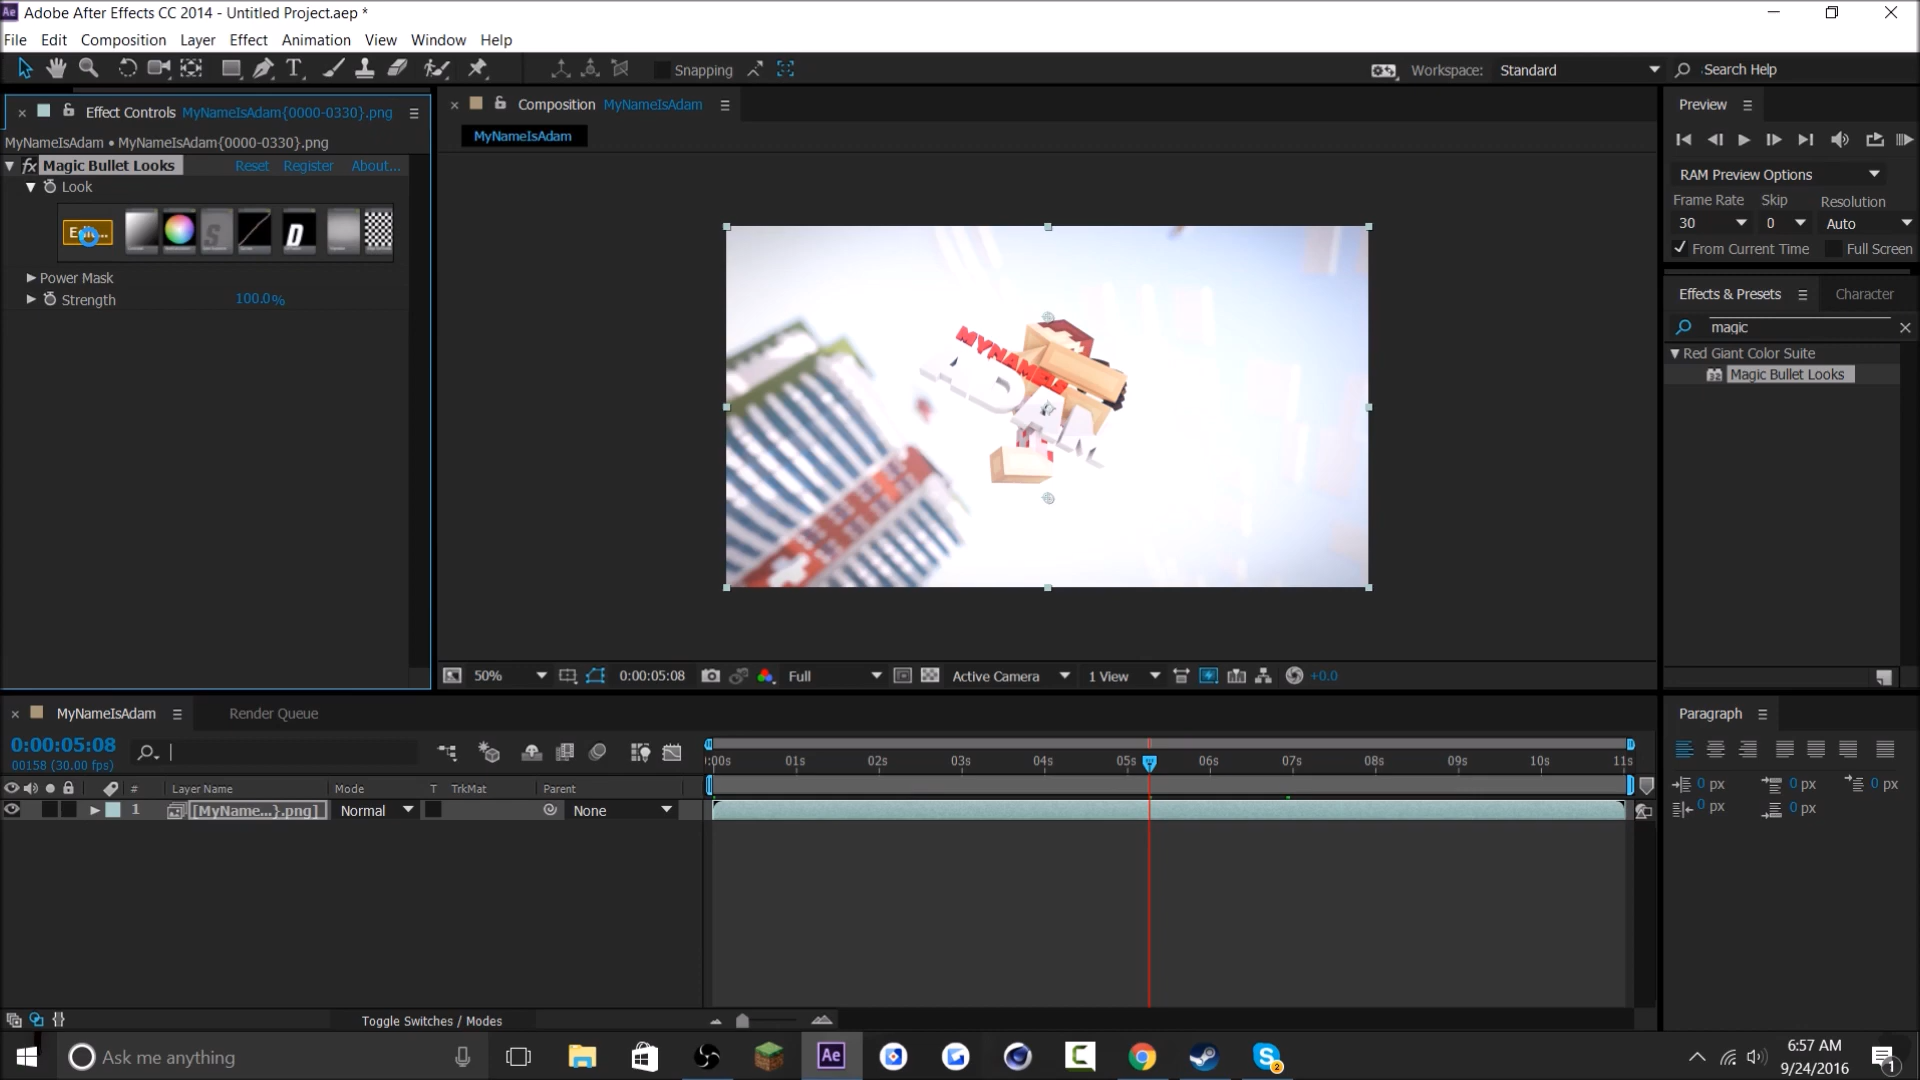 Adobe After Effects CC 2014 - Untitled Project.aep *
File Edit Composition Layer Effect Animation View Window Help
Snapping
Workspace: Standard
Search Help
Effect Controls MyNameIsAdam{0000-0330}.png
MyNameIsAdam • MyNameIsAdam{0000-0330}.png
fx Magic Bullet Looks Reset Register About...
Look
S
D
Power Mask
Strength 100.0%
Composition MyNameIsAdam
MyNameIsAdam
ADAM
50% 0:00:05:08 Full Active Camera 1 View +0.0
Preview
RAM Preview Options
Frame Rate Skip Resolution
30 0 Auto
From Current Time Full Screen
Effects & Presets Character
magic
Red Giant Color Suite
32 Magic Bullet Looks
MyNameIsAdam Render Queue
0:00:05:08
00158 (30.00 fps)
# Layer Name Mode T TrkMat Parent
1 [MyName...}.png] Normal None
:00s 01s 02s 03s 04s 05s 06s 07s 08s 09s 10s 11s
Toggle Switches / Modes
Paragraph
0 px 0 px 0 px
0 px 0 px
Ask me anything
Ae
6:57 AM
9/24/2016
2
1